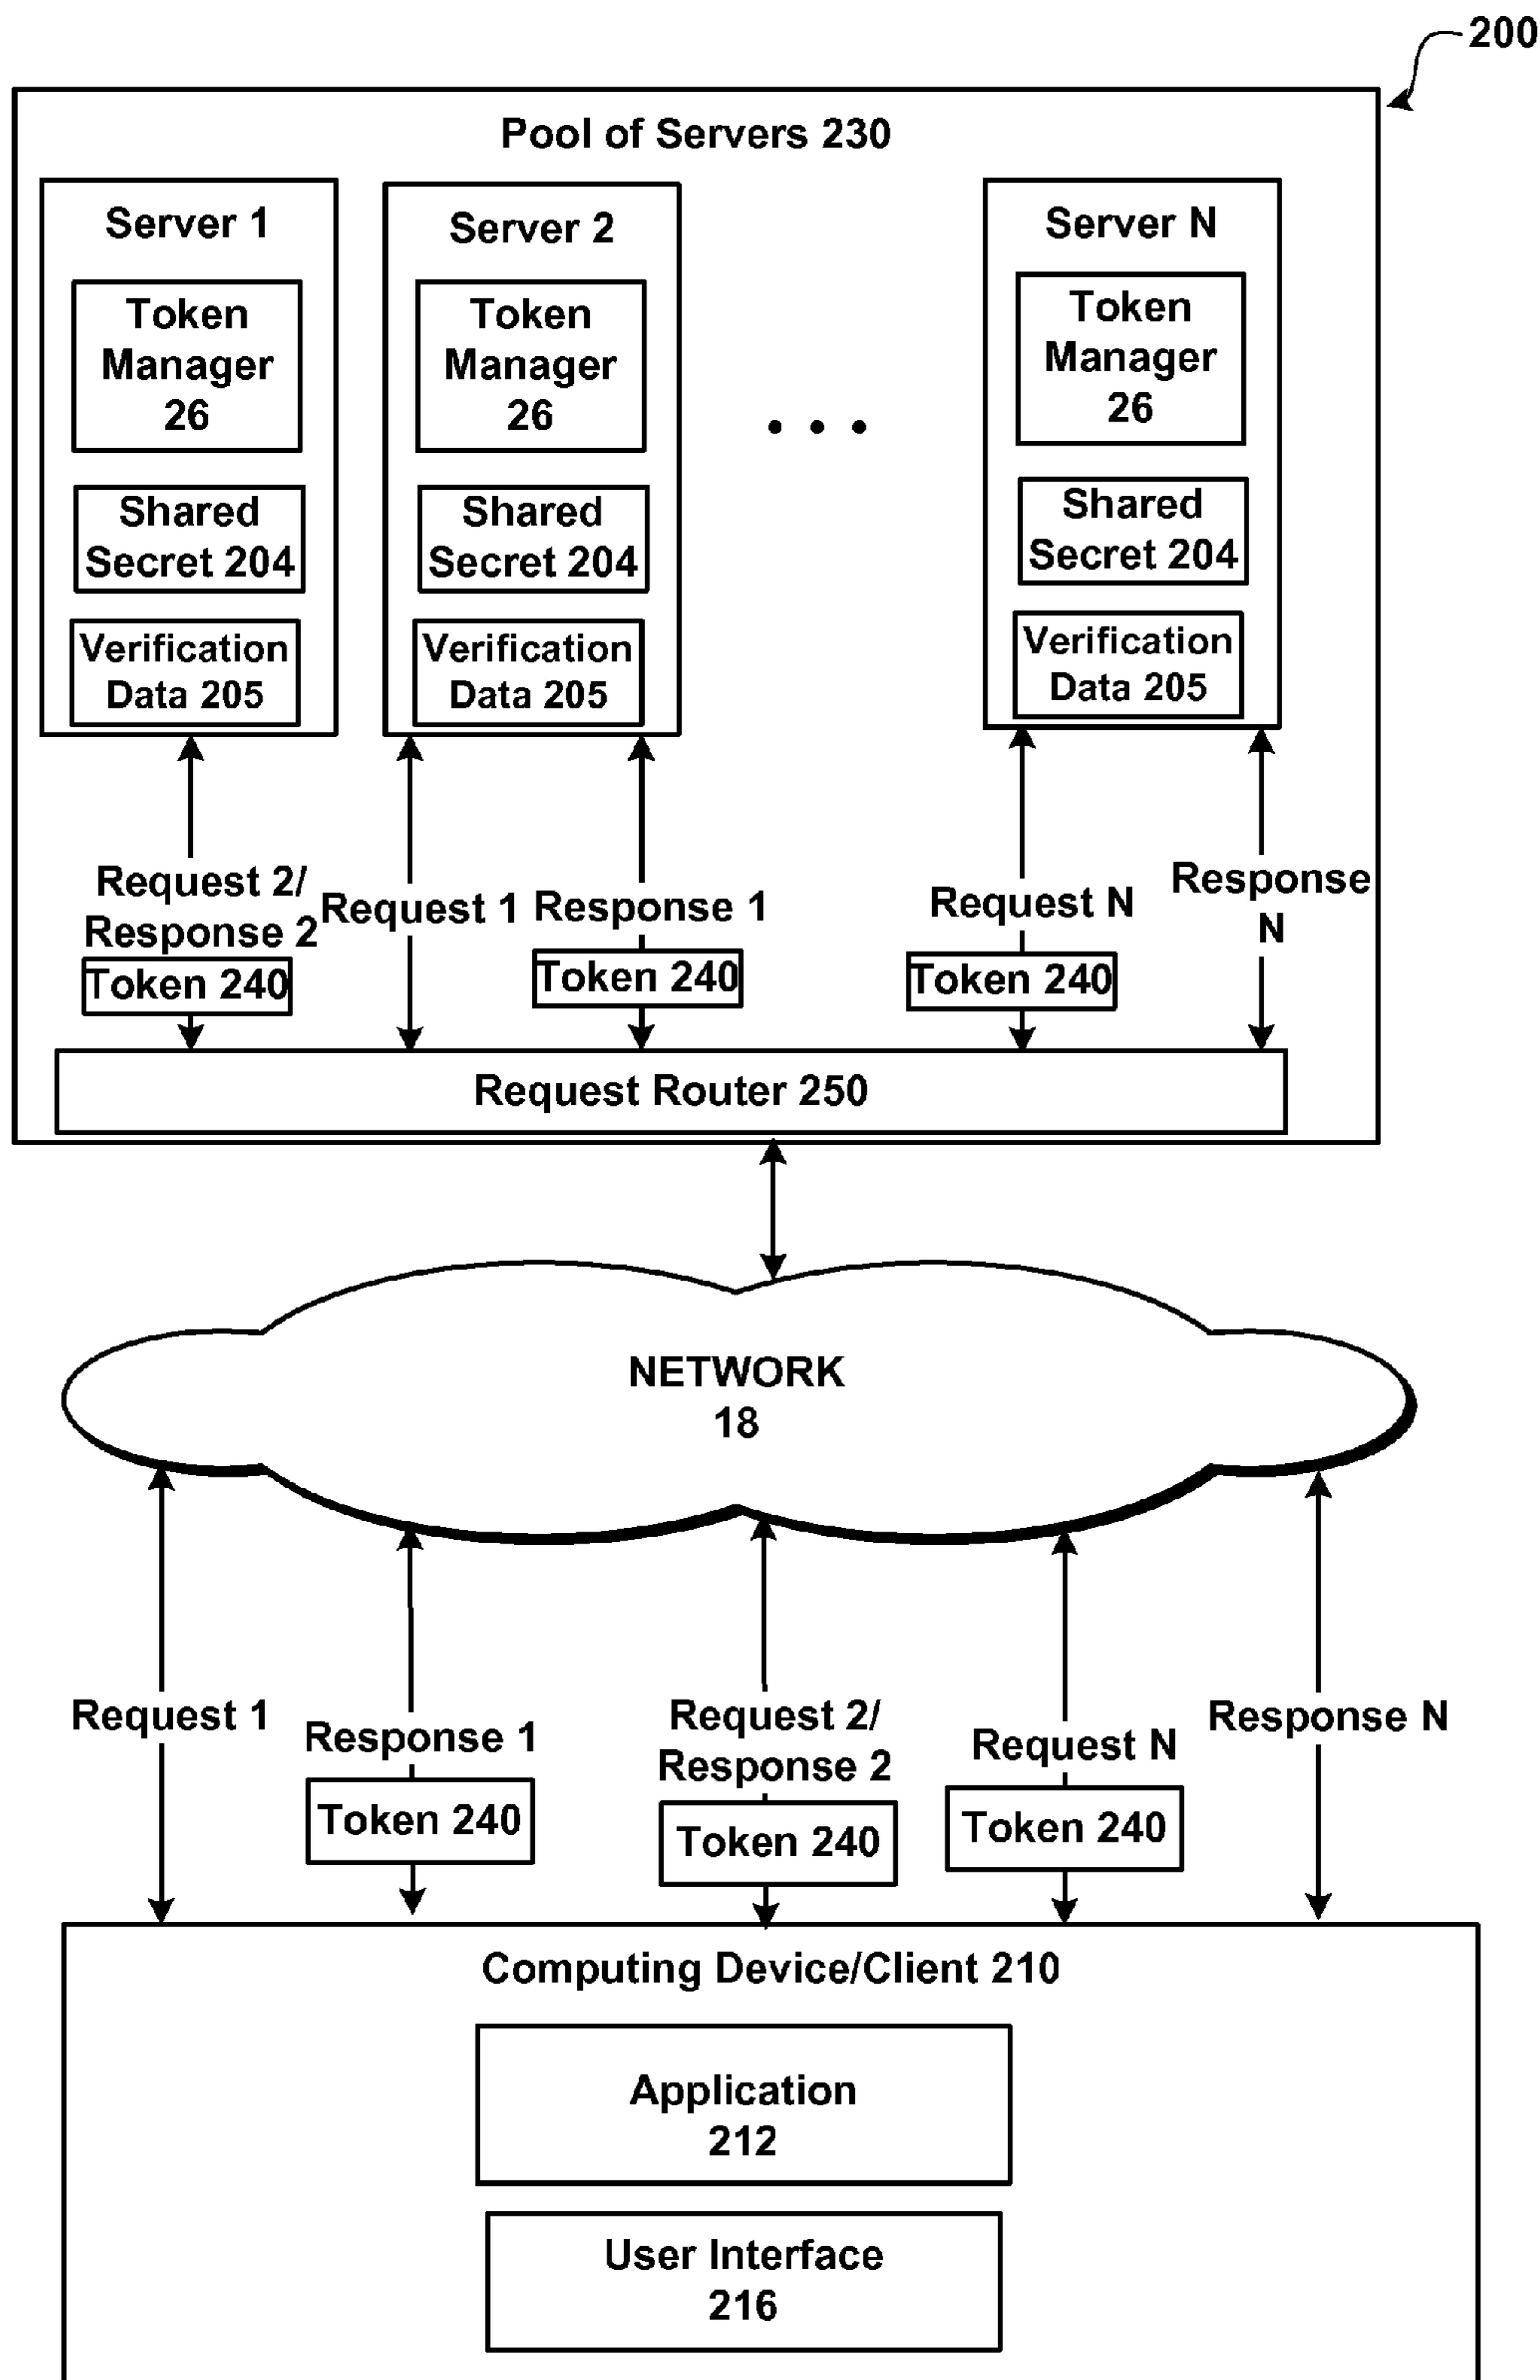 200
Pool of Servers 230
Server 1
Token
Manager
26
Shared
Secret 204
Verification
Data 205
Server 2
Token
Manager
26
Shared
Secret 204
Verification
Data 205
. . .
Server N
Token
Manager
26
Shared
Secret 204
Verification
Data 205
Request 2/
Response 2
Token 240
Request 1
Response 1
Token 240
Request N
Token 240
Response
N
Request Router 250
NETWORK
18
Request 1
Response 1
Token 240
Request 2/
Response 2
Token 240
Request N
Token 240
Response N
Computing Device/Client 210
Application
212
User Interface
216